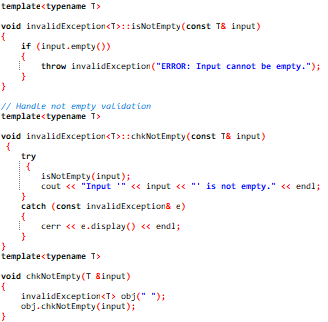 template<typename T>
void invalidException<T>::isNotEmpty(const T& input)
{
if (input.empty())
{
throw invalidException("ERROR: Input cannot be empty.");
}
}
// Handle not empty validation
template<typename T>
void invalidException<T>::chkNotEmpty(const T& input)
{
try
{
isNotEmpty(input);
cout << "Input '" << input << "' is not empty." << endl;
}
catch (const invalidException& e)
{
cerr << e.display() << endl;
}
}
template<typename T>
void chkNotEmpty(T &input)
{
invalidException<T> obj(" ");
obj.chkNotEmpty(input);
}